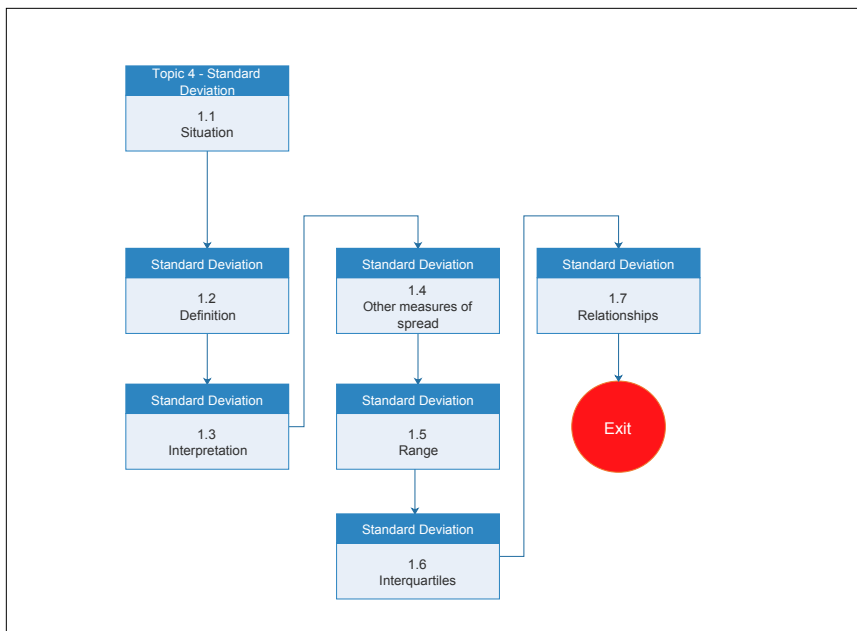 Topic 4 - Standard
Deviation
1.1
Situation
Standard Deviation
1.2
Definition
Standard Deviation
1.3
Interpretation
Standard Deviation
1.4
Other measures of
spread
Standard Deviation
1.5
Range
Standard Deviation
1.6
Interquartiles
Standard Deviation
1.7
Relationships
Exit